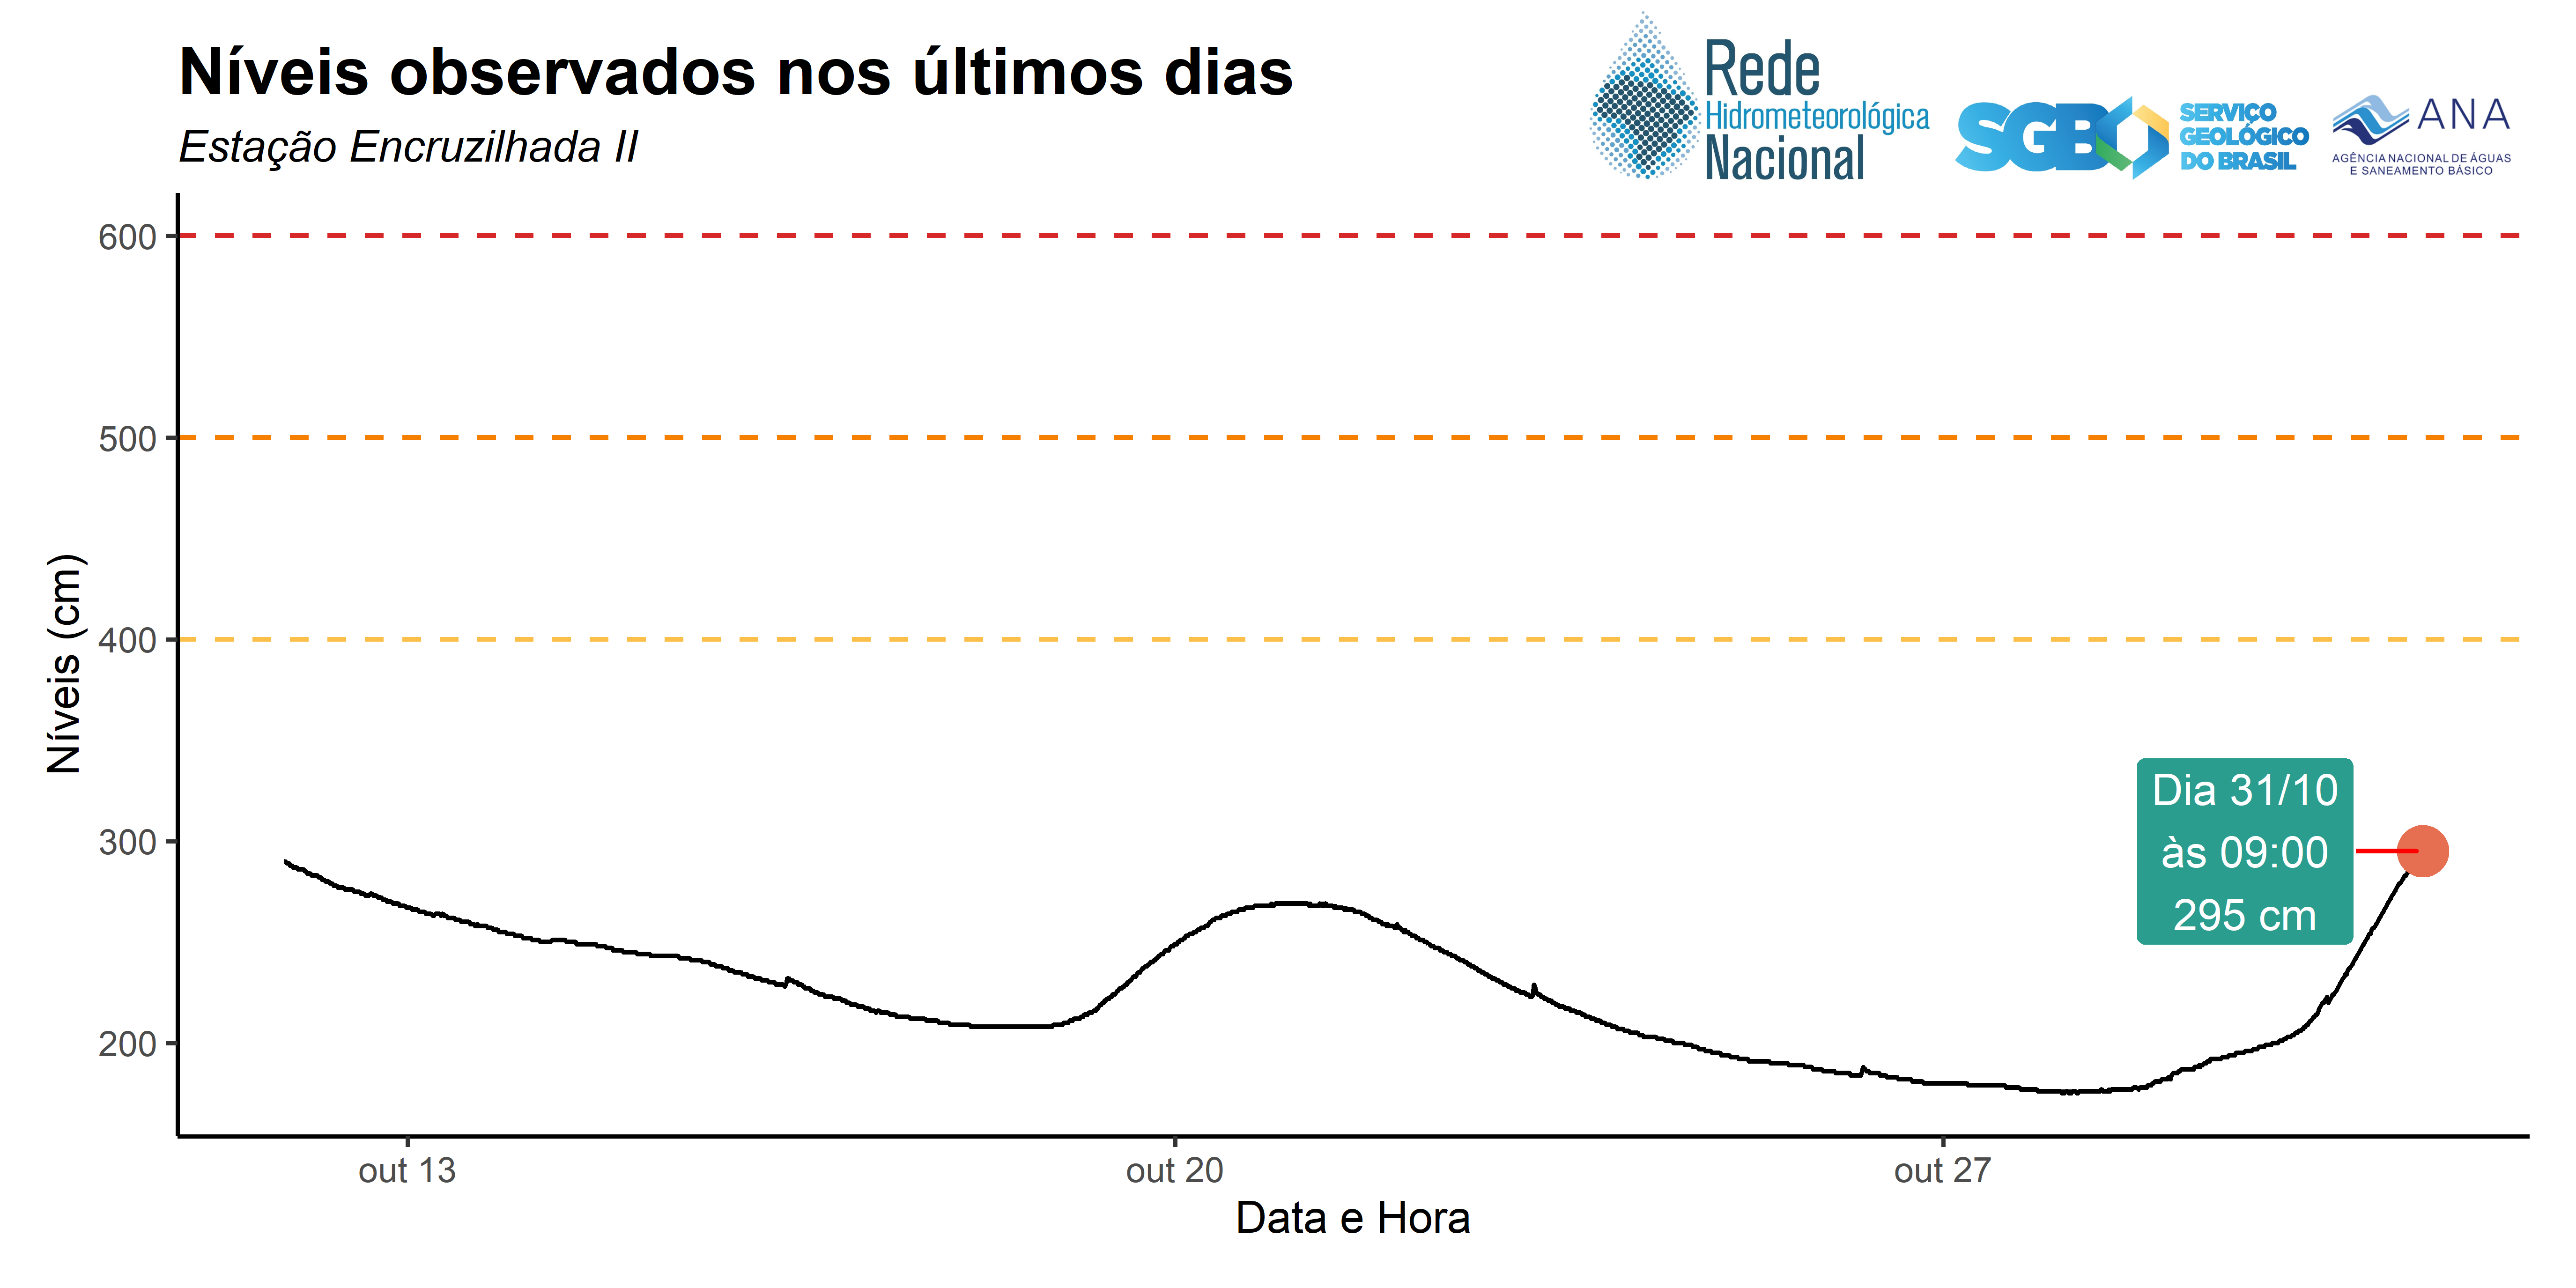 Níveis observados nos últimos dias
Estação Encruzilhada II
Rede
Hidrometeorológica
Nacional
SGB
SERVIÇO
GEOLÓGICO
DO BRASIL
ANA
AGÊNCIA NACIONAL DE ÁGUAS
E SANEAMENTO BÁSICO
Níveis (cm)
600
500
400
300
200
Dia 31/10
às 09:00
295 cm
out 13
out 20
out 27
Data e Hora